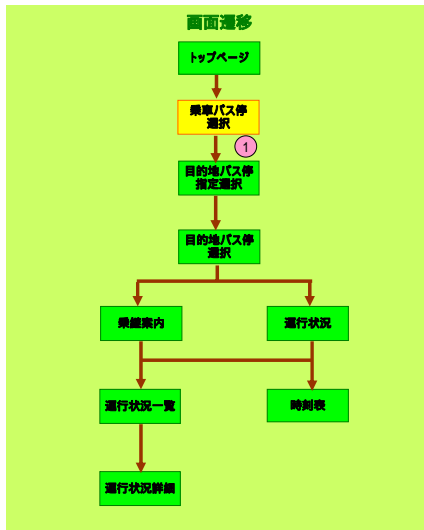 画面遷移
トップページ
乗車バス停
選択
1
目的地バス停
指定選択
目的地バス停
選択
乗継案内
運行状況
運行状況一覧
時刻表
運行状況詳細